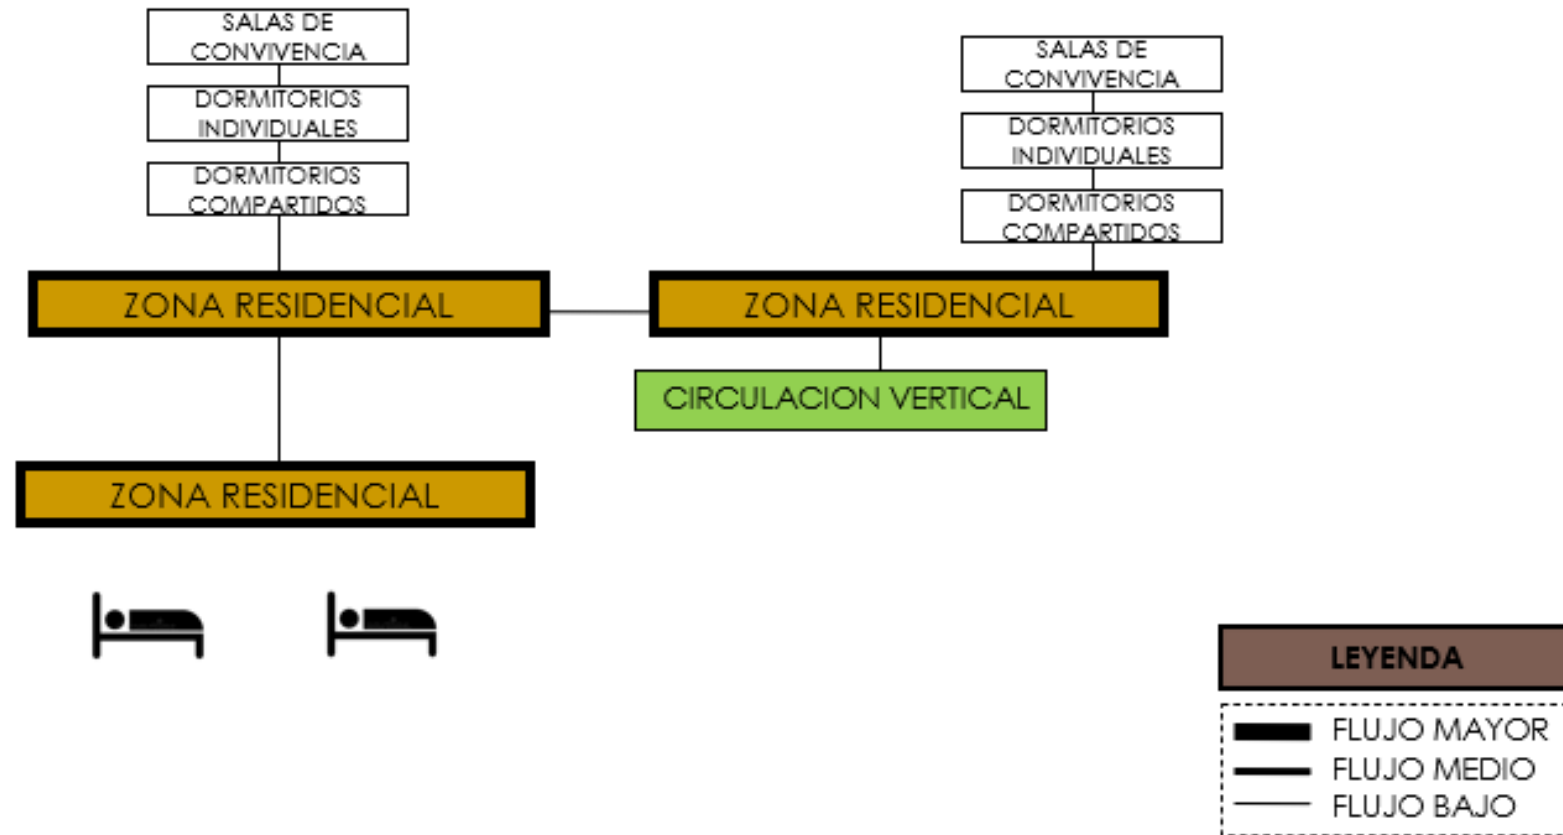 SALAS DE
CONVIVENCIA
DORMITORIOS
INDIVIDUALES
DORMITORIOS
COMPARTIDOS
SALAS DE
CONVIVENCIA
DORMITORIOS
INDIVIDUALES
DORMITORIOS
COMPARTIDOS
ZONA RESIDENCIAL
ZONA RESIDENCIAL
CIRCULACION VERTICAL
ZONA RESIDENCIAL
LEYENDA
FLUJO MAYOR
FLUJO MEDIO
FLUJO BAJO